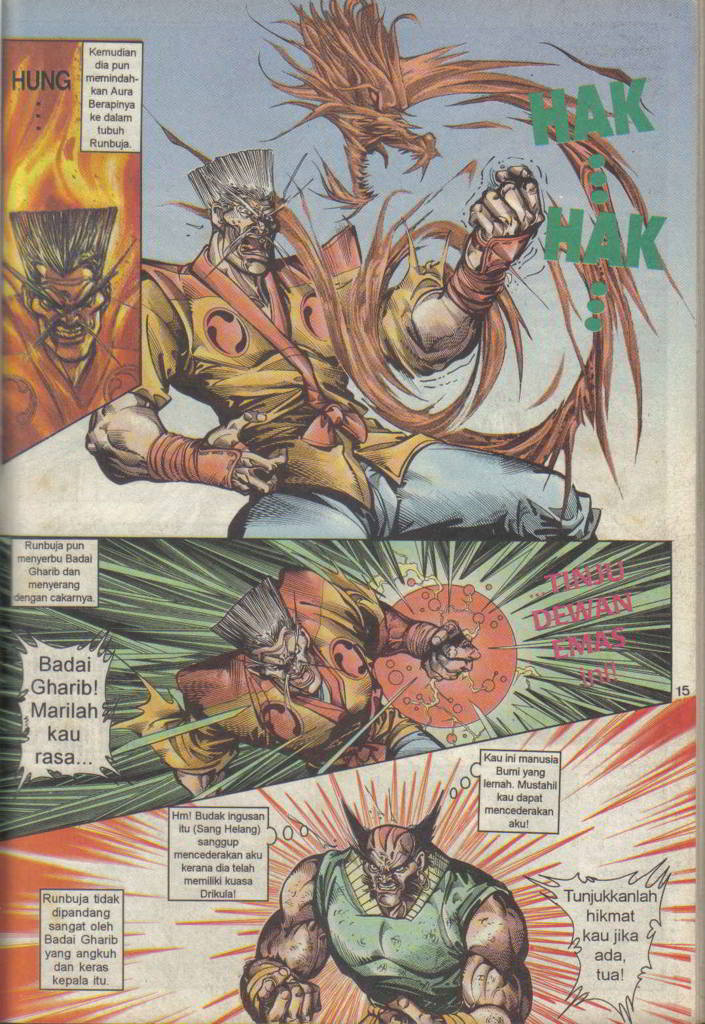 HUNG
...
Kemudian
dia pun
memindah-
kan Aura
Berapinya
ke dalam
tubuh
Runbuja.
HAK
...
HAK
...
Runbuja pun
menyerbu Badai
Gharib dan
menyerang
dengan cakarnya.
Badai
Gharib!
Marilah
kau
rasa...
...TINJU
DEWAN
EMAS
ini!
15
Kau ini manusia
Bumi yang
lemah. Mustahil
kau dapat
mencederakan
aku!
Hm! Budak ingusan
itu (Sang Helang)
sanggup
mencederakan aku
kerana dia telah
memiliki kuasa
Drikula!
Runbuja tidak
dipandang
sangat oleh
Badai Gharib
yang angkuh
dan keras
kepala itu.
Tunjukkanlah
hikmat
kau jika
ada,
tua!